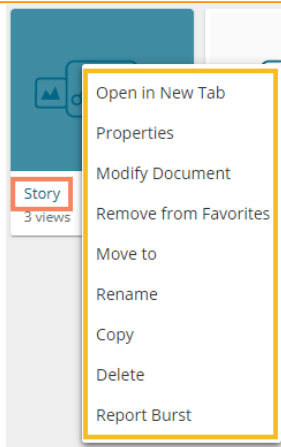 Story
3 views
Open in New Tab
Properties
Modify Document
Remove from Favorites
Move to
Rename
Copy
Delete
Report Burst